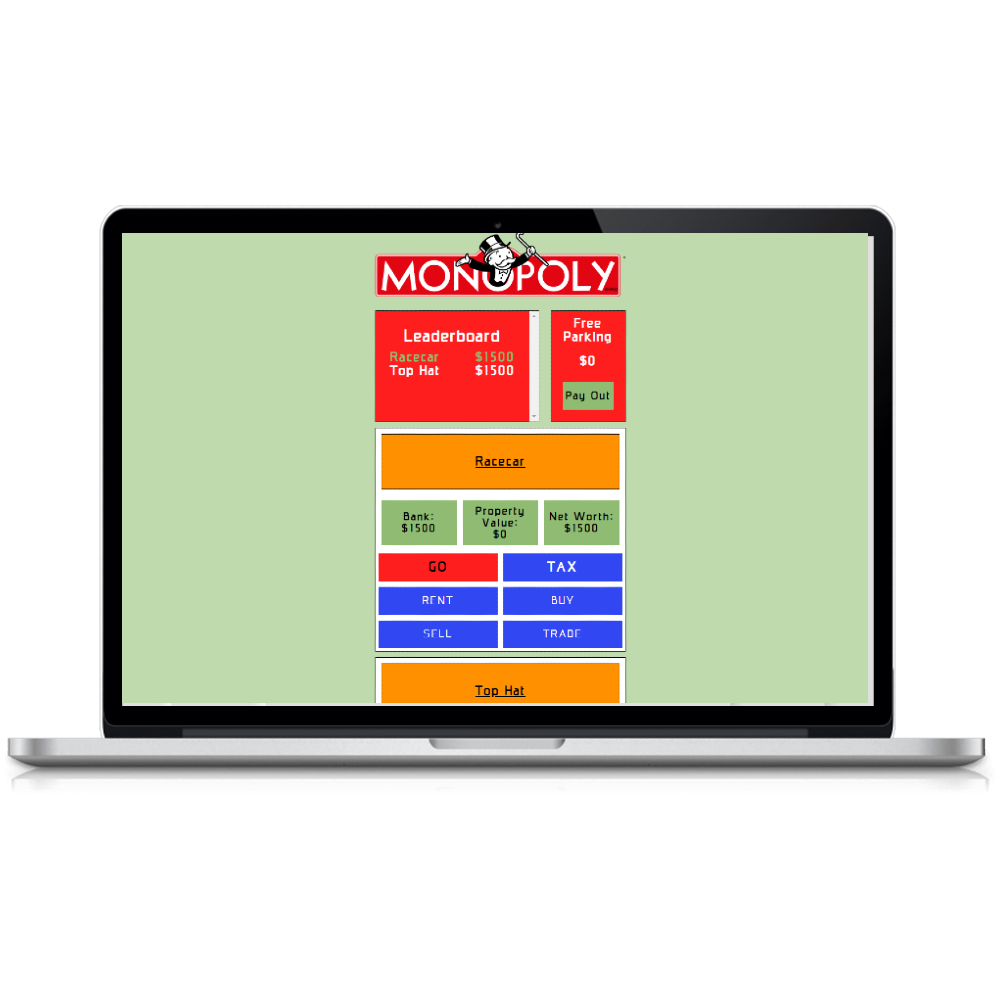 MONOPOLY
Leaderboard
Racecar $1500
Top Hat $1500
Free
Parking
$0
Pay Out
Racecar
Bank:
$1500
Property
Value:
$0
Net Worth:
$1500
GO TAX
RENT BUY
SELL TRADE
Top Hat